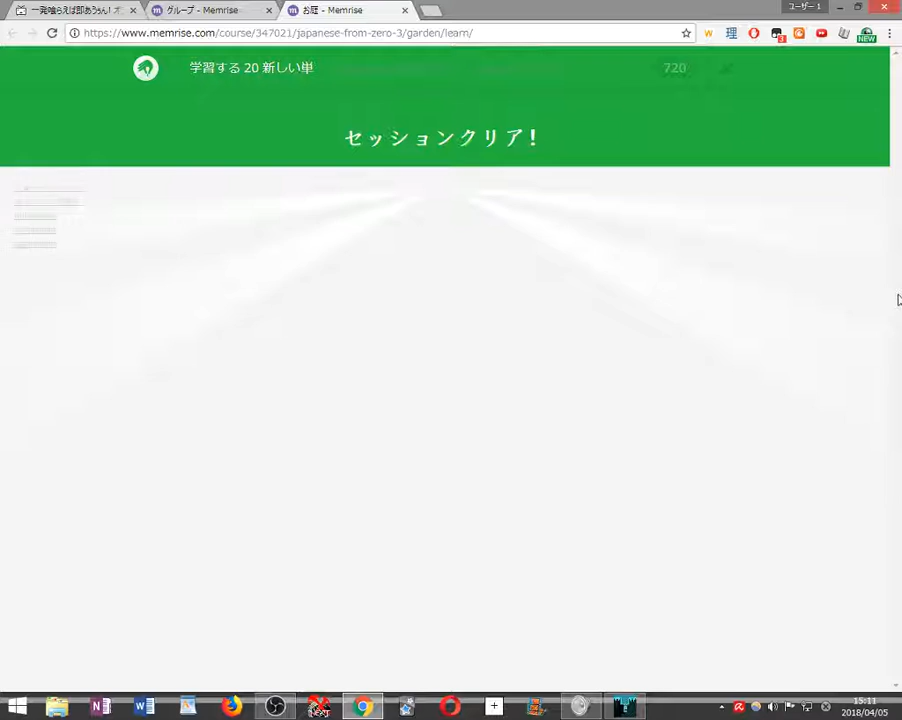 一発喰らえば即あうぅん! オ
グループ - Memrise
お庭 - Memrise
ユーザー 1
https://www.memrise.com/course/347021/japanese-from-zero-3/garden/learn/
学習する 20 新しい単
720
セッションクリア!
15:11
2018/04/05